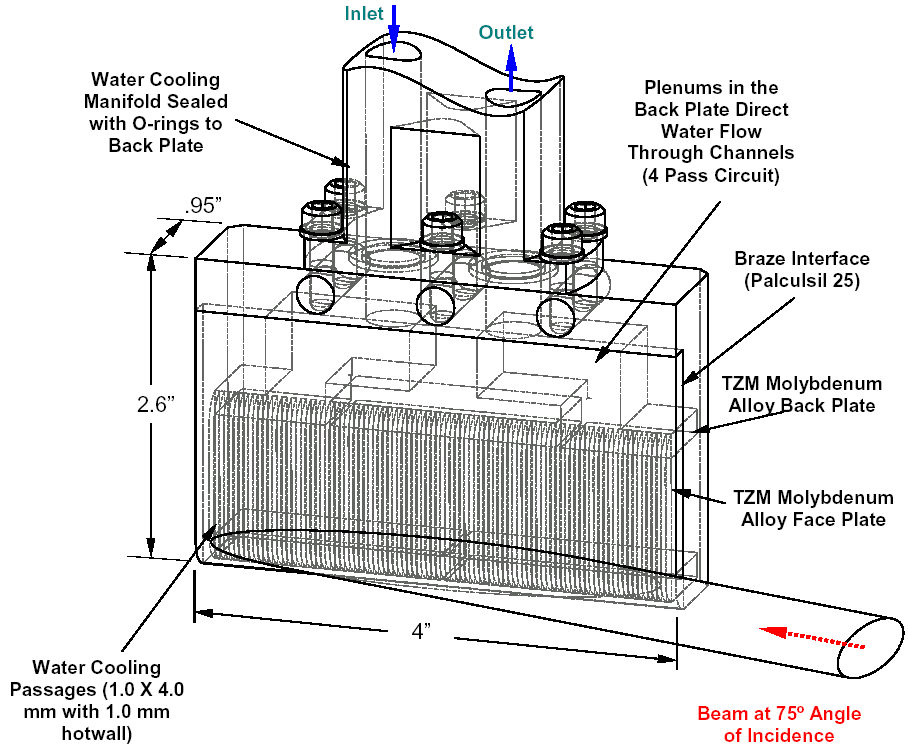 Inlet
Outlet
Water Cooling
Manifold Sealed
with O-rings to
Back Plate
Plenums in the
Back Plate Direct
Water Flow
Through Channels
(4 Pass Circuit)
.95”
Braze Interface
(Palculsil 25)
2.6”
TZM Molybdenum
Alloy Back Plate
TZM Molybdenum
Alloy Face Plate
4”
Water Cooling
Passages (1.0 X 4.0
mm with 1.0 mm
hotwall)
Beam at 75º Angle
of Incidence